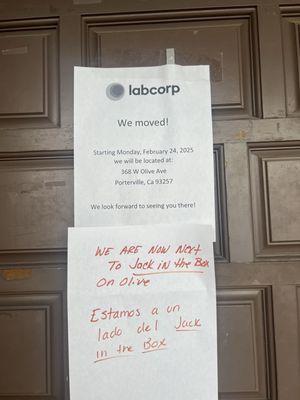 labcorp
We moved!
Starting Monday, February 24, 2025
we will be located at:
368 W Olive Ave
Porterville, Ca 93257
We look forward to seeing you there!
WE ARE NOW NexT
To Jack in the Box
On Olive
Estamos a un
lado del Jack
in the Box